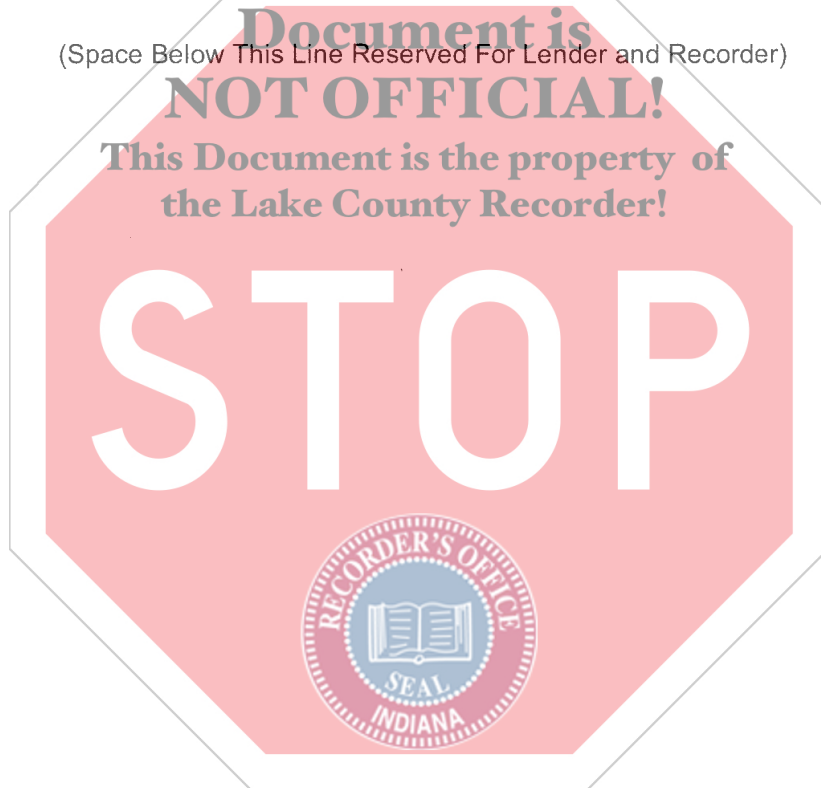 Document is
(Space Below This Line Reserved For Lender and Recorder)
NOT OFFICIAL!
This Document is the property of
the Lake County Recorder!
STOP
RECORDER'S OFFICE
SEAL
INDIANA